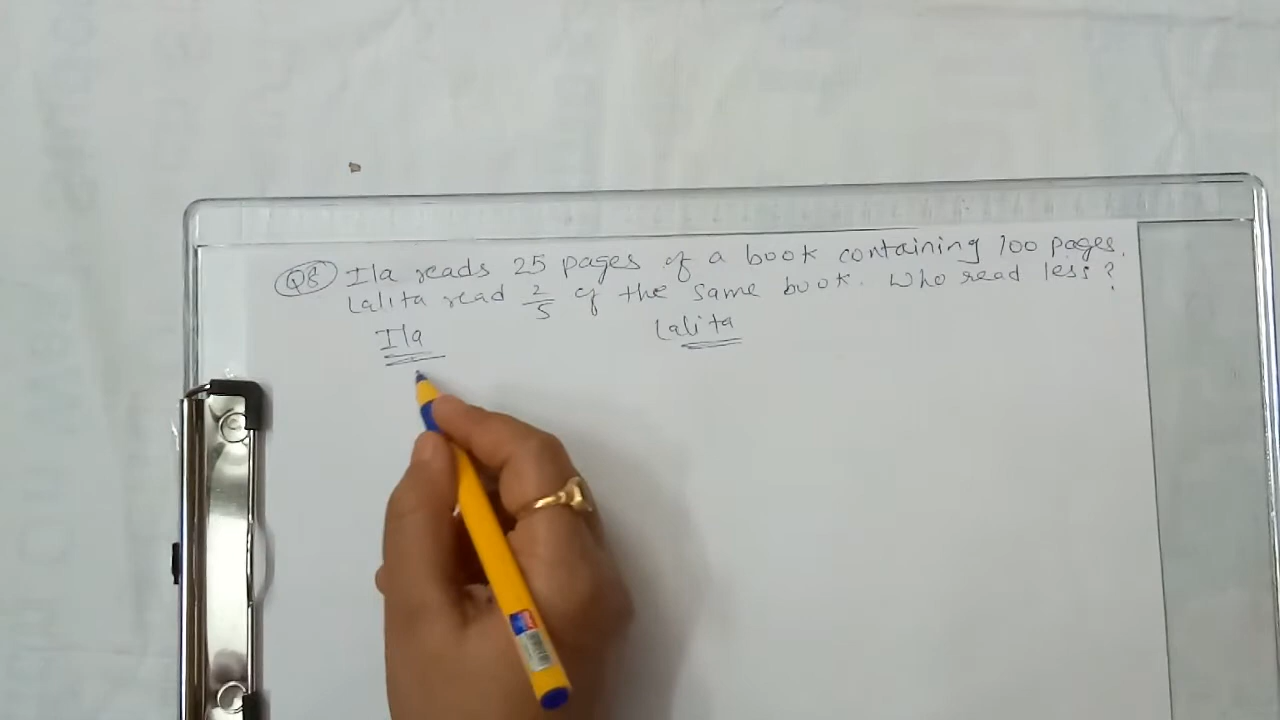 Q8 Ila reads 25 pages of a book containing 100 pages.
Lalita read 2/5 of the same book. Who read less?
Ila Lalita